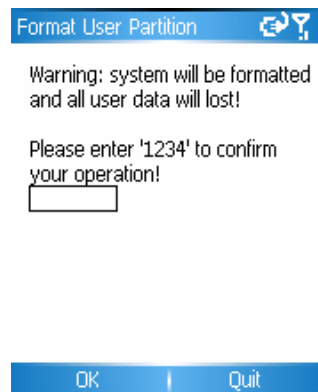 Format User Partition
Warning: system will be formatted
and all user data will lost!
Please enter '1234' to confirm
your operation!
OK
Quit